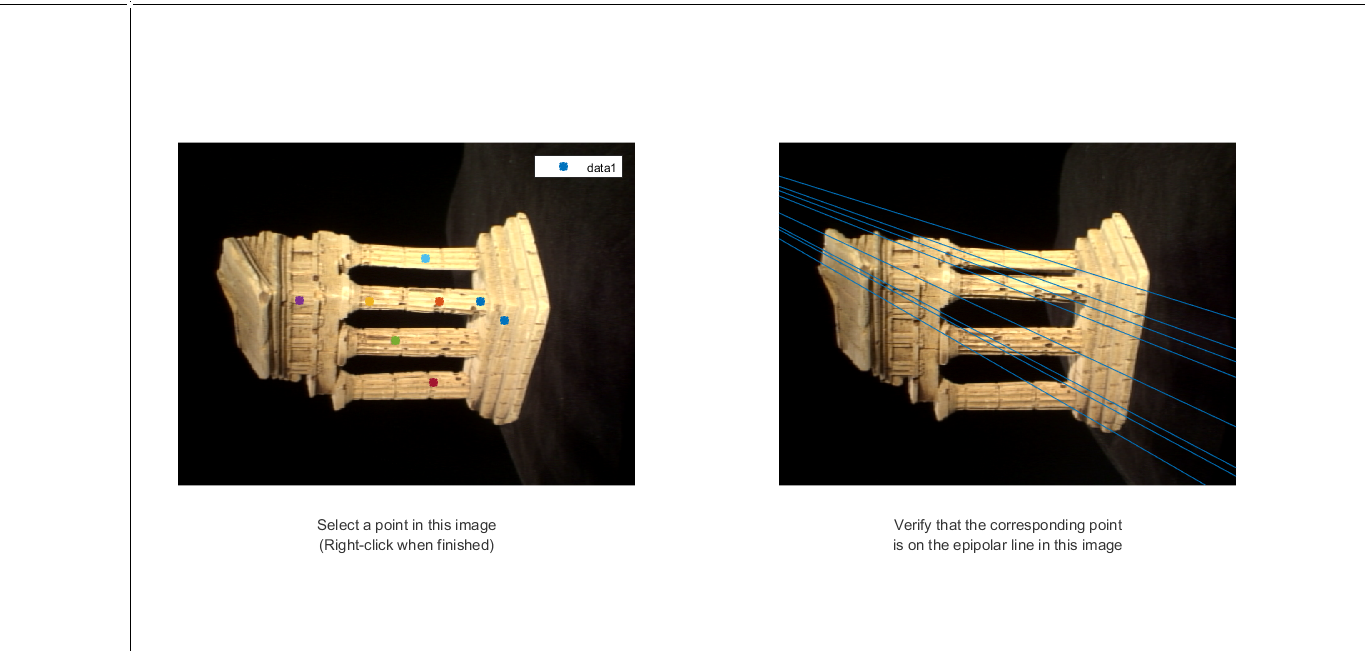 data1
Select a point in this image
(Right-click when finished)
Verify that the corresponding point
is on the epipolar line in this image